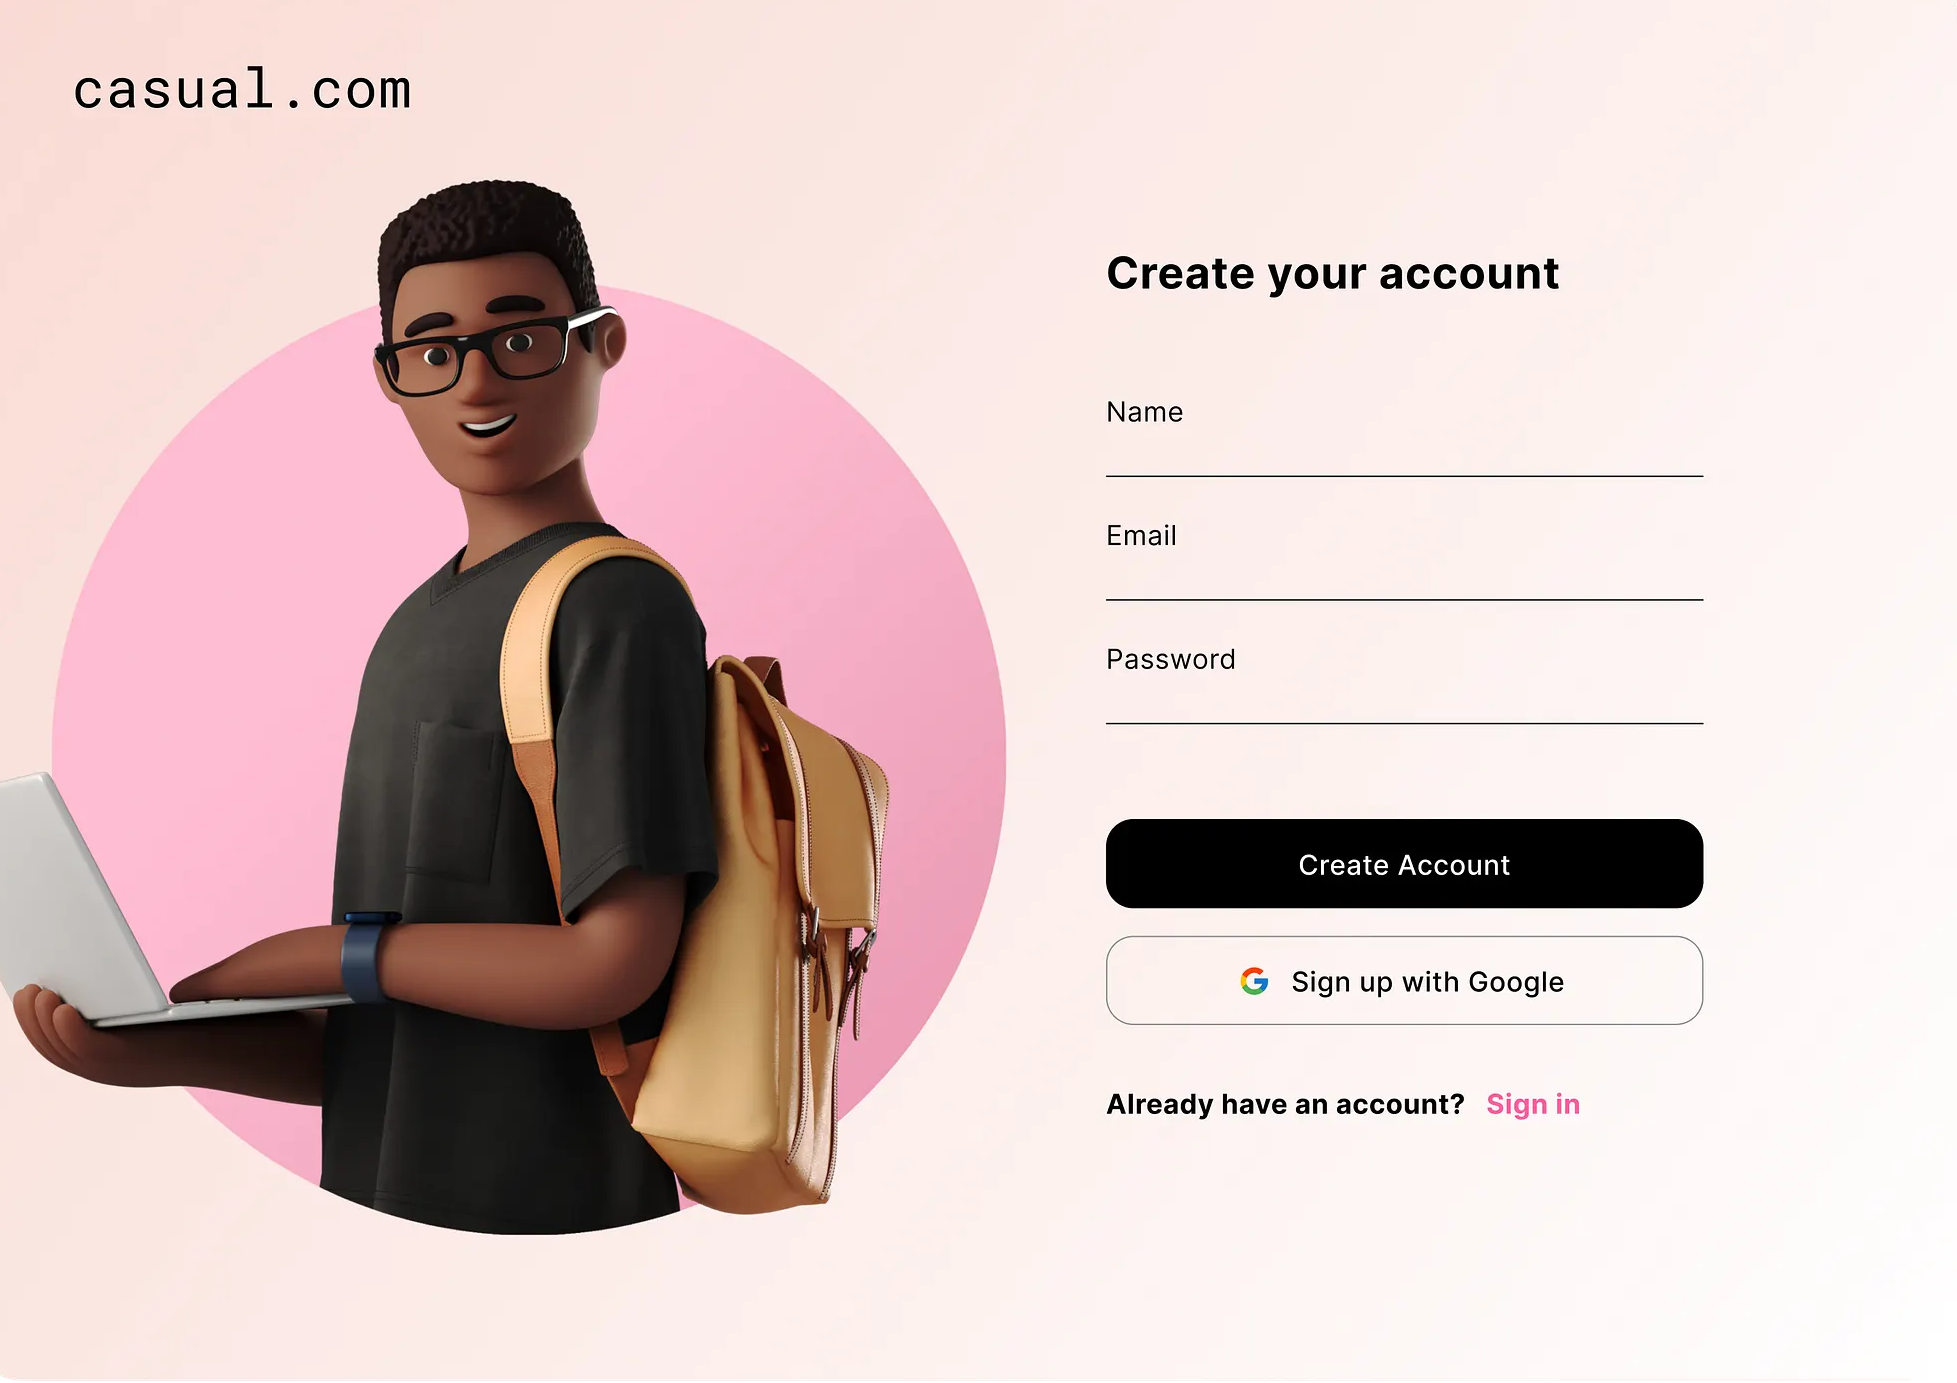 casual.com
Create your account
Name
Email
Password
Create Account
Sign up with Google
Already have an account? Sign in